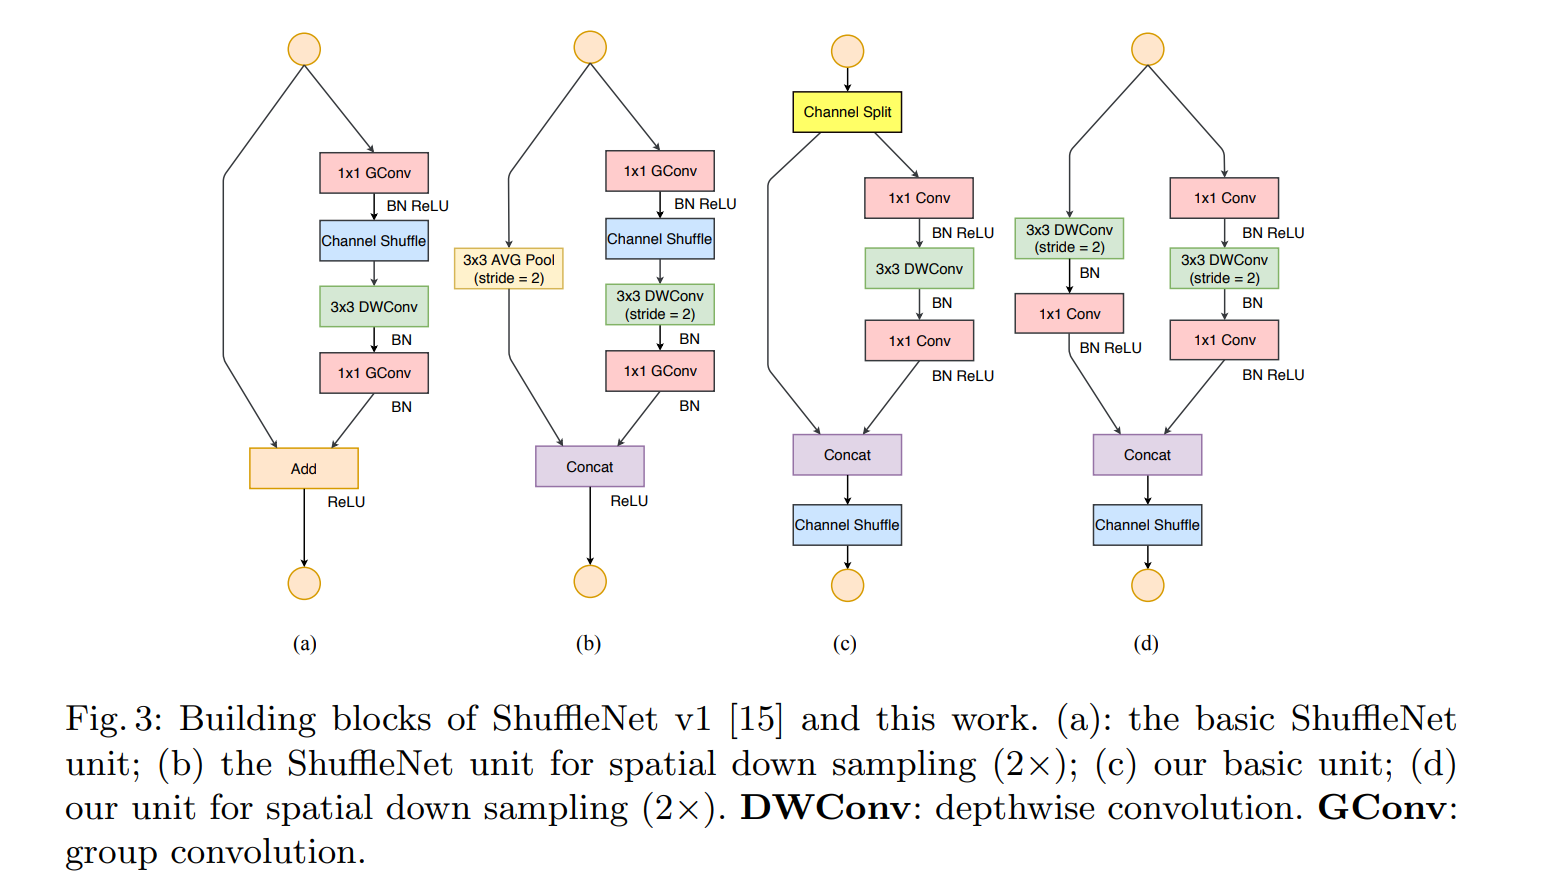 1x1 GConv
BN ReLU
Channel Shuffle
3x3 DWConv
BN
1x1 GConv
BN
Add
ReLU
(a)
3x3 AVG Pool
(stride = 2)
1x1 GConv
BN ReLU
Channel Shuffle
3x3 DWConv
(stride = 2)
BN
1x1 GConv
BN
Concat
ReLU
(b)
Channel Split
1x1 Conv
BN ReLU
3x3 DWConv
BN
1x1 Conv
BN ReLU
Concat
Channel Shuffle
(c)
3x3 DWConv
(stride = 2)
BN
1x1 Conv
BN ReLU
1x1 Conv
BN ReLU
3x3 DWConv
(stride = 2)
BN
1x1 Conv
BN ReLU
Concat
Channel Shuffle
(d)
Fig. 3: Building blocks of ShuffleNet v1 [15] and this work. (a): the basic ShuffleNet
unit; (b) the ShuffleNet unit for spatial down sampling (2×); (c) our basic unit; (d)
our unit for spatial down sampling (2×). DWConv: depthwise convolution. GConv:
group convolution.